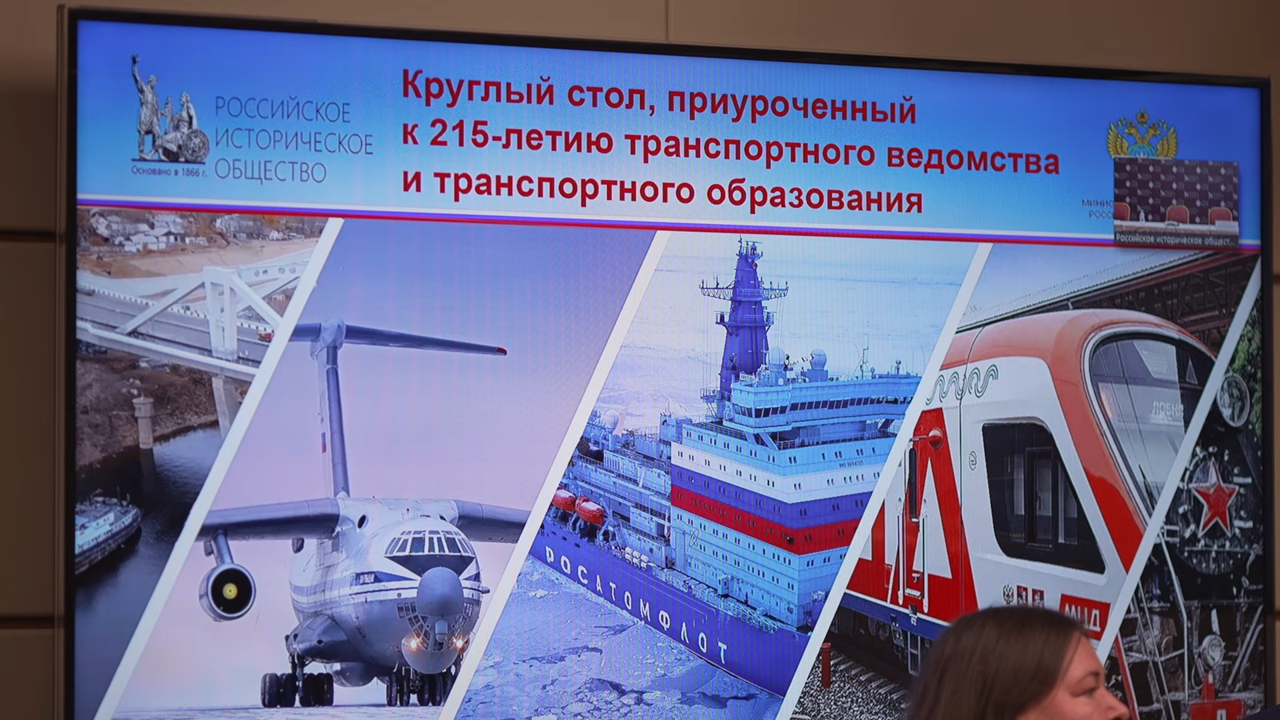 РОССИЙСКОЕ
ИСТОРИЧЕСКОЕ
ОБЩЕСТВО
Основано в 1866 г.
Круглый стол, приуроченный
к 215-летию транспортного ведомства
и транспортного образования
Российское историческое общест...
РОСАТОМФЛОТ
МЦД